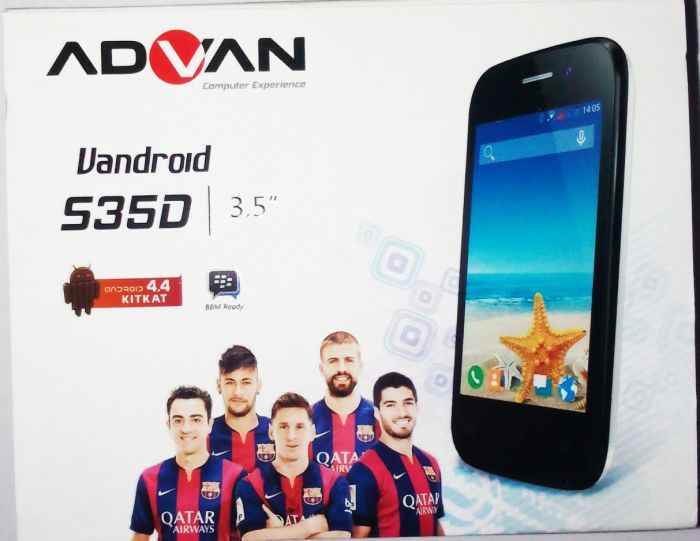 ADVAN
Computer Experience
Vandroid
S35D
3.5"
ANDROID 4.4
KITKAT
BBM Ready
14:05
QATAR
AIRWAYS
QATAR
AIRWAYS
QATAR
AIRWAYS
QATAR
AIRWAYS